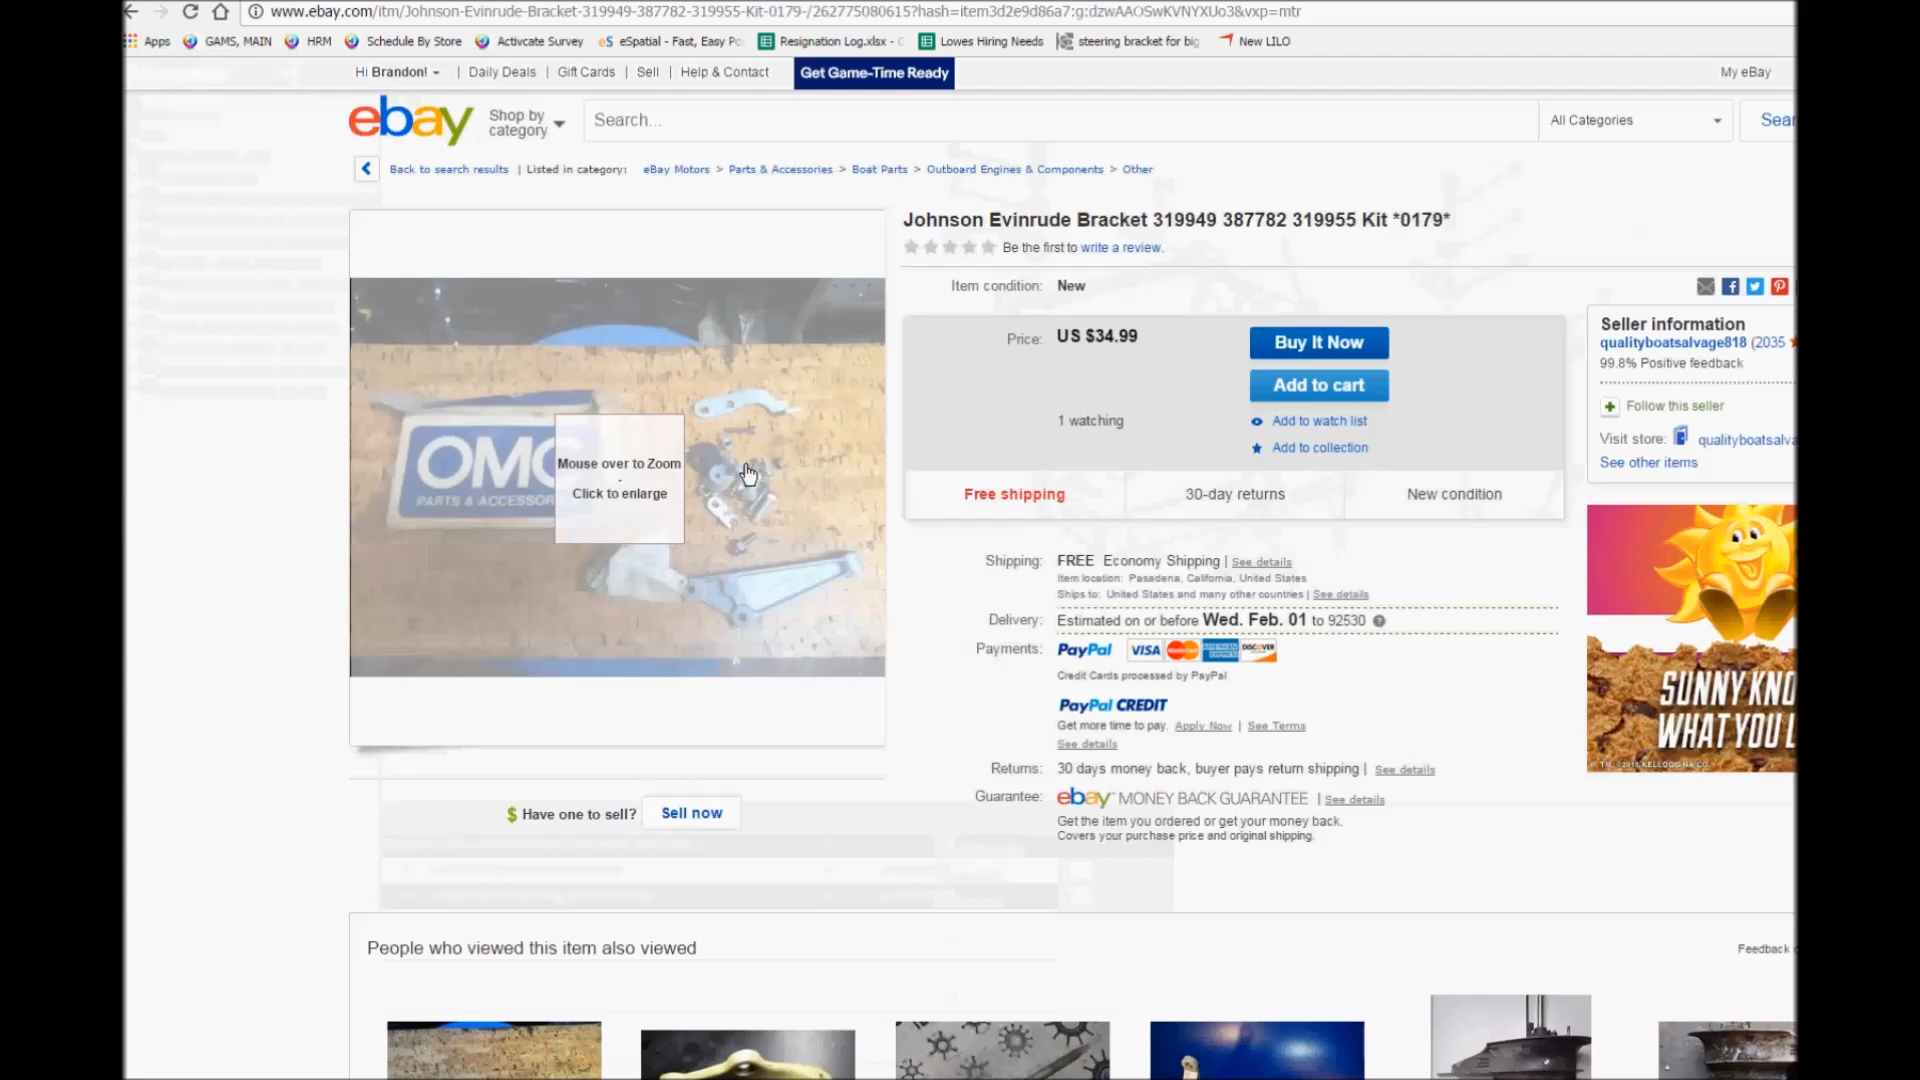 www.ebay.com/itm/Johnson-Evinrude-Bracket-319949-387782-319955-Kit-0179-/262775080615?hash=item3d2e9d86a7:g:dzwAAOSwKVNYXUo3&vxp=mtr
Apps GAMS, MAIN HRM Schedule By Store Activcate Survey eSpatial - Fast, Easy Resignation Log.xlsx - Lowes Hiring Needs steering bracket for big New LILO
Hi Brandon! | Daily Deals | Gift Cards | Sell | Help & Contact Get Game-Time Ready My eBay
ebay Shop by category Search... All Categories Sear
Back to search results | Listed in category: eBay Motors > Parts & Accessories > Boat Parts > Outboard Engines & Components > Other
Johnson Evinrude Bracket 319949 387782 319955 Kit *0179*
Be the first to write a review.
Item condition: New
Price: US $34.99
Buy It Now
Add to cart
1 watching
Add to watch list
Add to collection
Free shipping 30-day returns New condition
Seller information
qualityboatsalvage818 (2035
99.8% Positive feedback
Follow this seller
Visit store: qualityboatsalva
See other items
OMC
PARTS & ACCESSOR
Mouse over to Zoom
-
Click to enlarge
Shipping: FREE Economy Shipping | See details
Item location: Pasadena, California, United States
Ships to: United States and many other countries | See details
Delivery: Estimated on or before Wed. Feb. 01 to 92530
Payments: PayPal VISA MasterCard AMERICAN EXPRESS DISCOVER
Credit Cards processed by PayPal
PayPal CREDIT
Get more time to pay. Apply Now | See Terms
See details
Returns: 30 days money back, buyer pays return shipping | See details
Guarantee: ebay MONEY BACK GUARANTEE | See details
Get the item you ordered or get your money back.
Covers your purchase price and original shipping.
SUNNY KNO
WHAT YOU L
$ Have one to sell? Sell now
People who viewed this item also viewed
Feedback